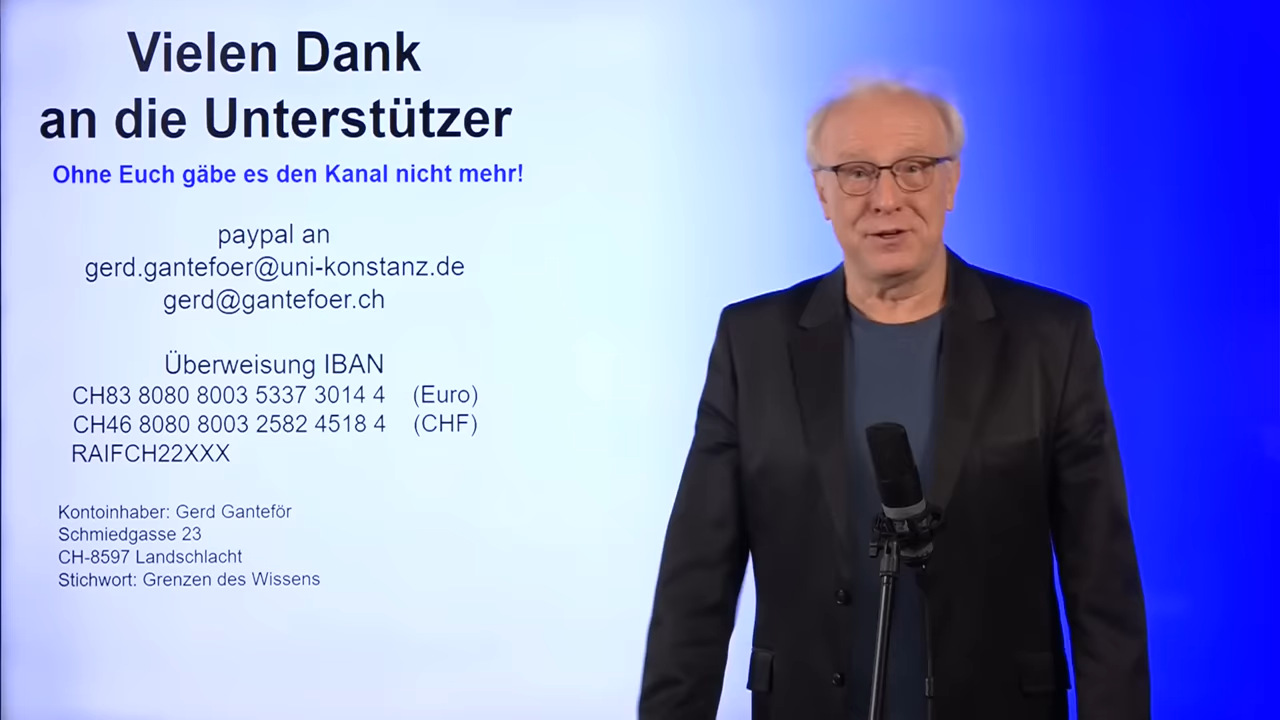 Vielen Dank
an die Unterstützer
Ohne Euch gäbe es den Kanal nicht mehr!
paypal an
gerd.gantefoer@uni-konstanz.de
gerd@gantefoer.ch
Überweisung IBAN
CH83 8080 8003 5337 3014 4 (Euro)
CH46 8080 8003 2582 4518 4 (CHF)
RAIFCH22XXX
Kontoinhaber: Gerd Ganteför
Schmiedgasse 23
CH-8597 Landschlacht
Stichwort: Grenzen des Wissens